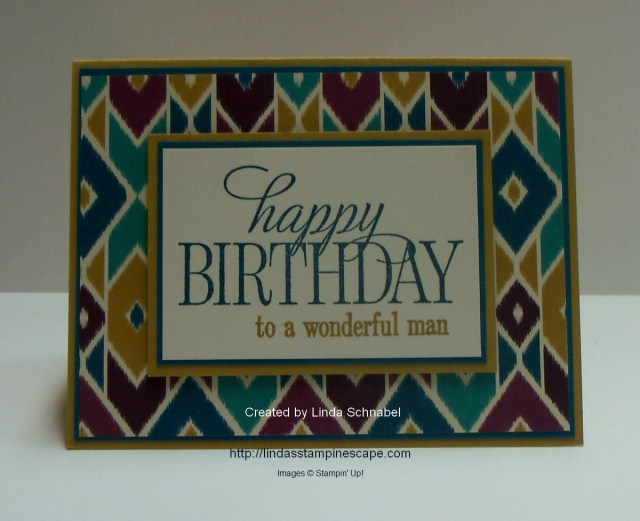 happy
BIRTHDAY
to a wonderful man
Created by Linda Schnabel
http://lindasstampinescape.com
Images © Stampin' Up!